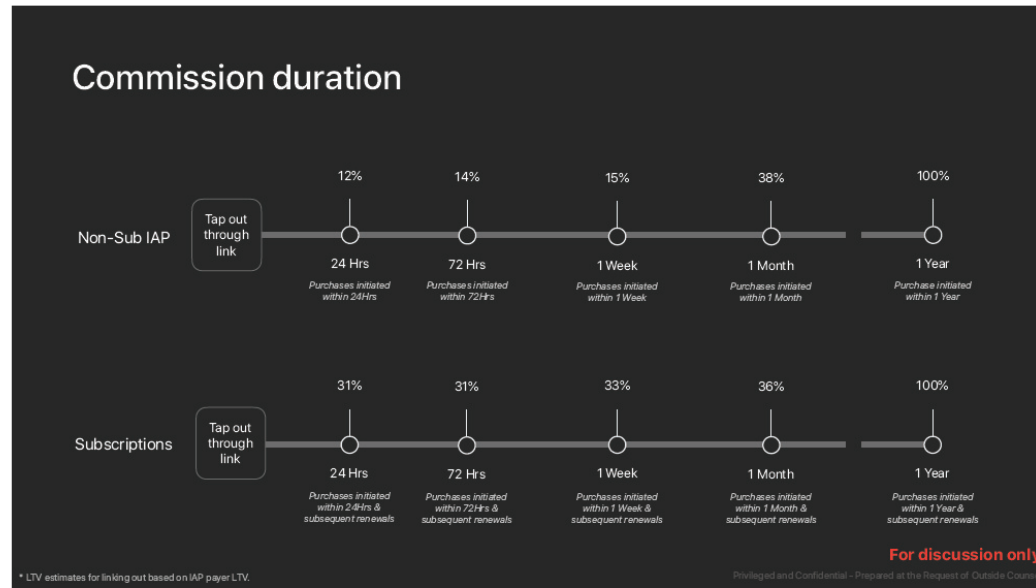 Commission duration
12% 14% 15% 38% 100%
Non-Sub IAP
Tap out
through
link
24 Hrs 72 Hrs 1 Week 1 Month 1 Year
Purchases initiated Purchases initiated Purchases initiated Purchases initiated Purchase initiated
within 24Hrs within 72Hrs within 1 Week within 1 Month within 1 Year
31% 31% 33% 36% 100%
Subscriptions
Tap out
through
link
24 Hrs 72 Hrs 1 Week 1 Month 1 Year
Purchases initiated Purchases initiated Purchases initiated Purchases initiated Purchases initiated
within 24Hrs & within 72Hrs & within 1 Week & within 1 Month & within 1 Year &
subsequent renewals subsequent renewals subsequent renewals subsequent renewals subsequent renewals
For discussion only
* LTV estimates for linking out based on IAP payer LTV.
Privileged and Confidential - Prepared at the Request of Outside